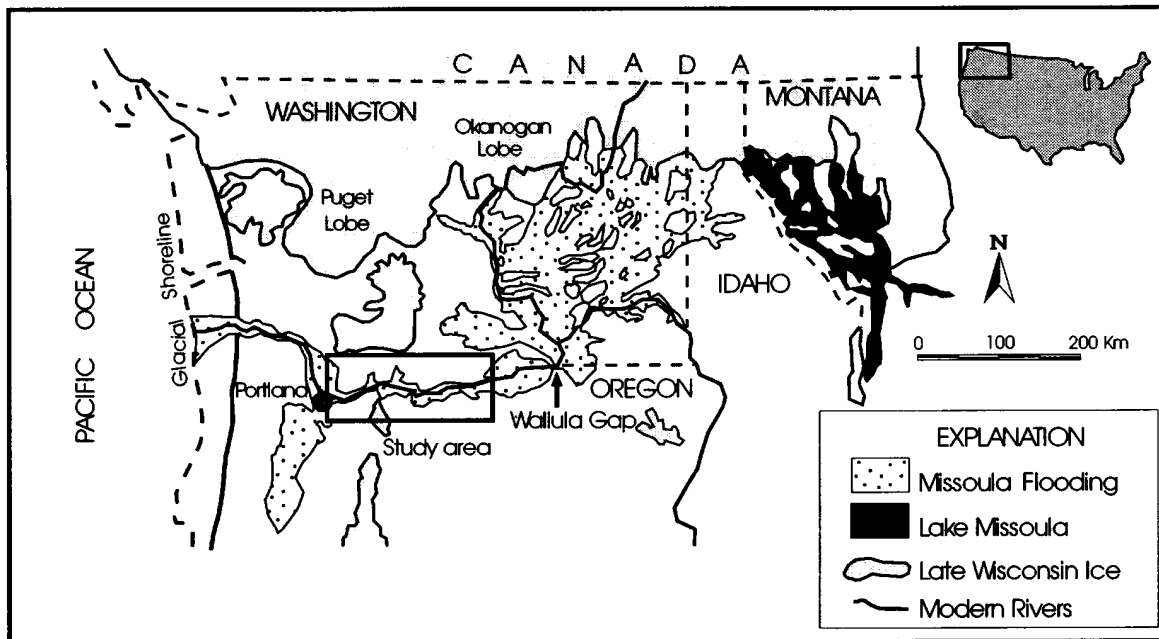 C A N A D A
WASHINGTON
MONTANA
Okanogan
Lobe
Puget
Lobe
PACIFIC OCEAN
Glacial Shoreline
IDAHO
N
0 100 200 Km
Portland
OREGON
Wallula Gap
Study area
EXPLANATION
Missoula Flooding
Lake Missoula
Late Wisconsin Ice
Modern Rivers